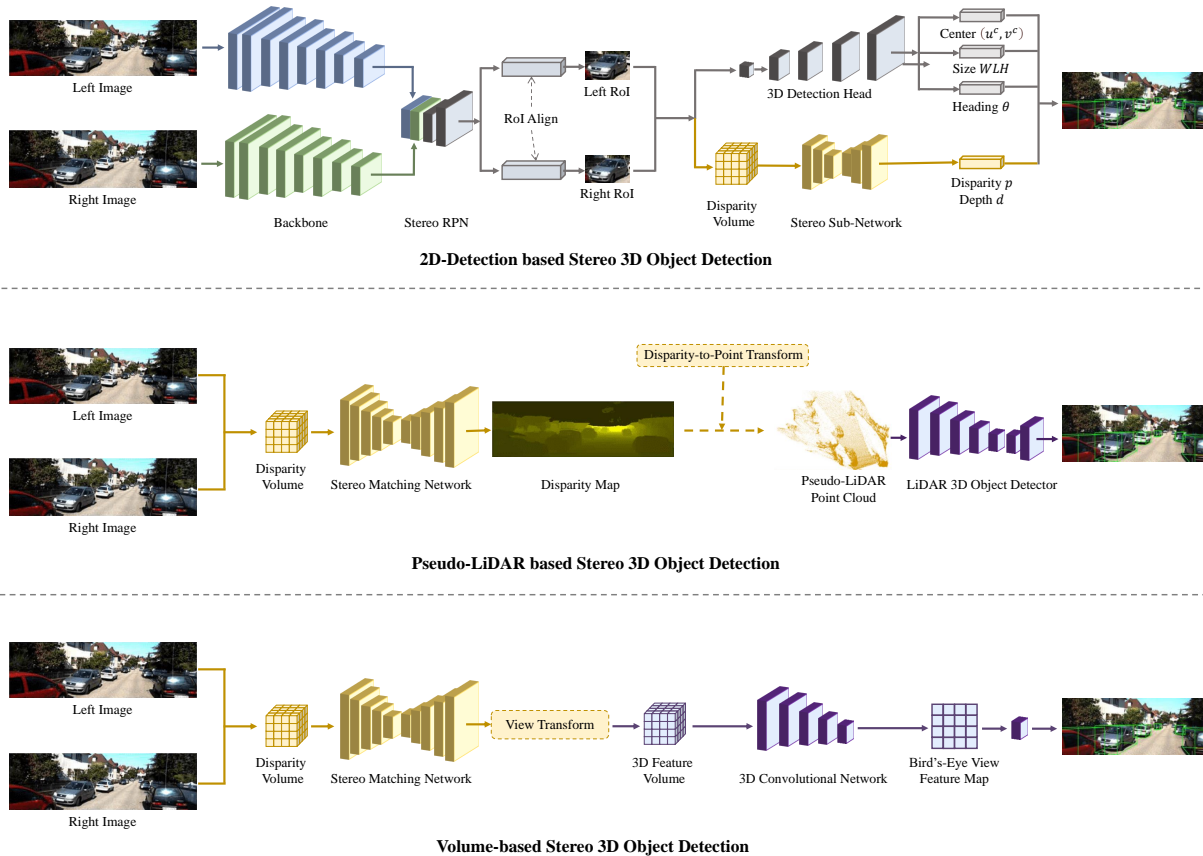 Left Image
Right Image
Backbone
Stereo RPN
RoI Align
Left RoI
Right RoI
3D Detection Head
Center (uᶜ, vᶜ)
Size WLH
Heading θ
Disparity
Volume
Stereo Sub-Network
Disparity p
Depth d
2D-Detection based Stereo 3D Object Detection
Left Image
Right Image
Disparity
Volume
Stereo Matching Network
Disparity Map
Disparity-to-Point Transform
Pseudo-LiDAR
Point Cloud
LiDAR 3D Object Detector
Pseudo-LiDAR based Stereo 3D Object Detection
Left Image
Right Image
Disparity
Volume
Stereo Matching Network
View Transform
3D Feature
Volume
3D Convolutional Network
Bird's-Eye View
Feature Map
Volume-based Stereo 3D Object Detection